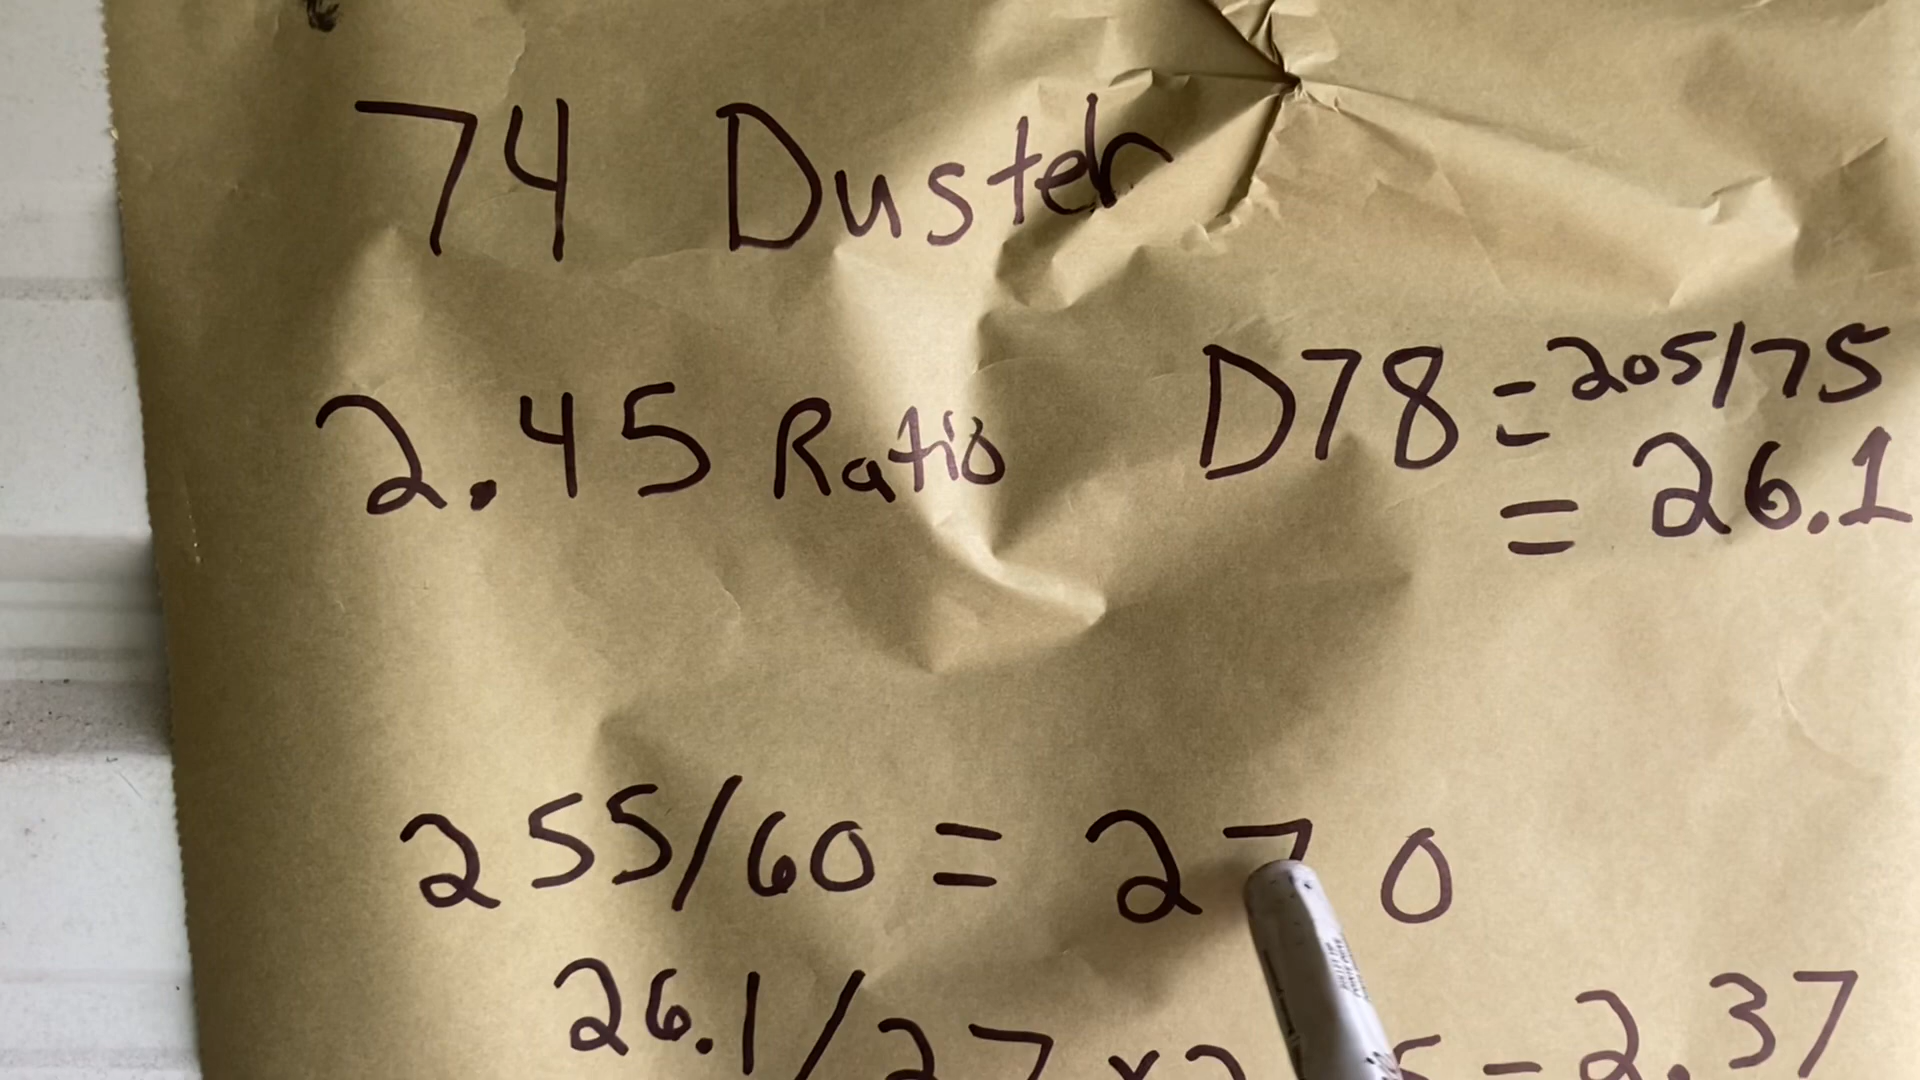 74 Duster
2.45 Ratio D78 = 205/75
= 26.1
255/60 = 27 0
26.1/27 x 2 5 = 2.37